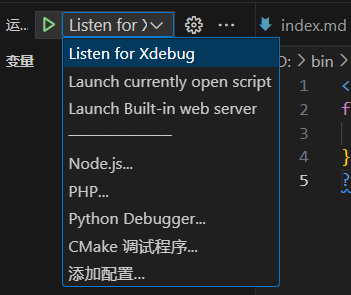 运...
Listen for X
...
index.md
变量
Listen for Xdebug
D: > bin >
Launch currently open script
1 <
Launch Built-in web server
2 f
3
Node.js...
4 }
PHP...
5 ?
Python Debugger...
CMake 调试程序...
添加配置...